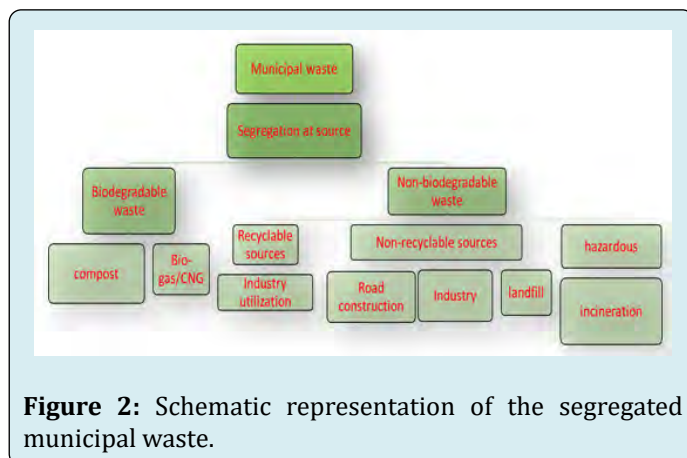 Municipal waste
Segregation at source
Biodegradable
waste
Non-biodegradable
waste
compost
Bio-
gas/CNG
Recyclable
sources
Industry
utilization
Non-recyclable sources
Road
construction
Industry
landfill
hazardous
incineration
Figure 2: Schematic representation of the segregated
municipal waste.